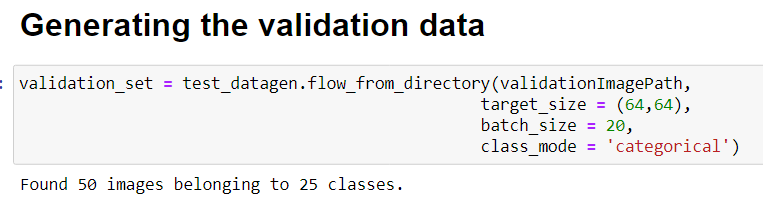 Generating the validation data
: validation_set = test_datagen.flow_from_directory(validationImagePath,
target_size = (64,64),
batch_size = 20,
class_mode = 'categorical')
Found 50 images belonging to 25 classes.